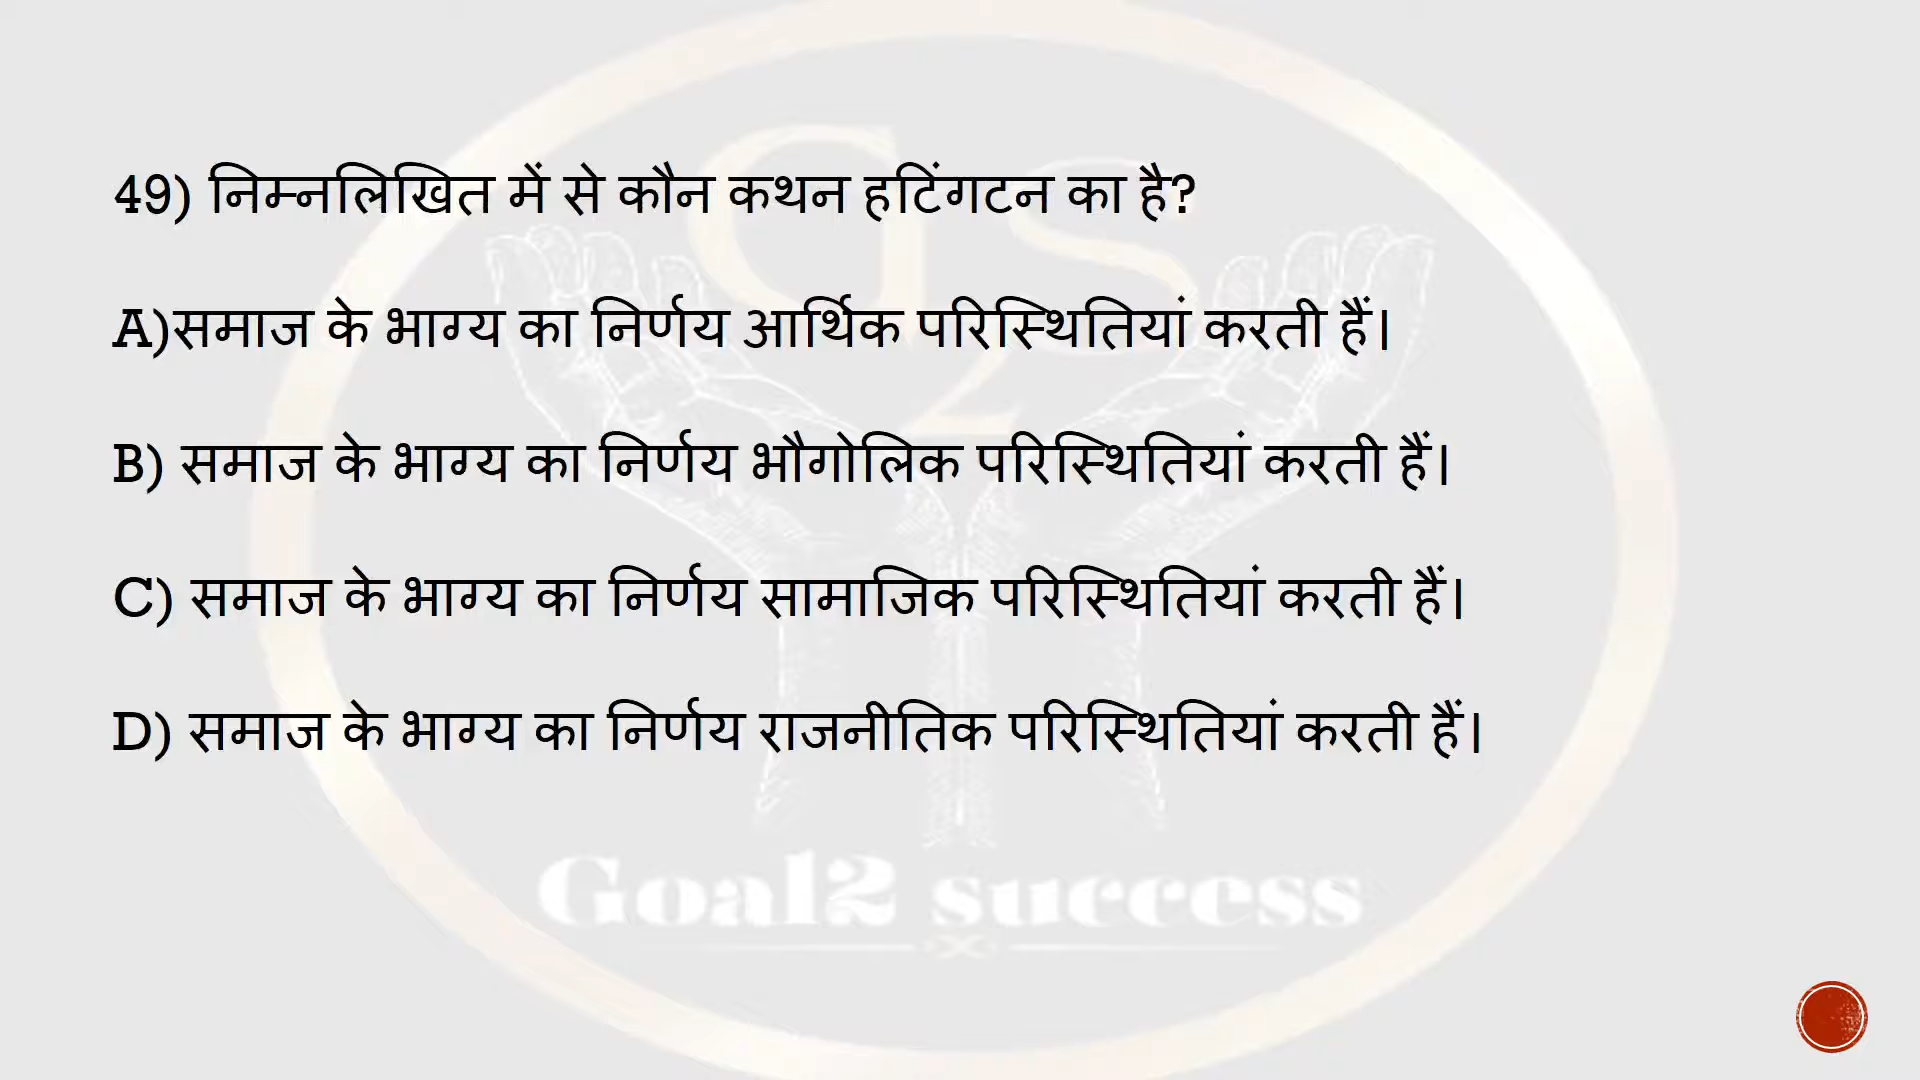 49) निम्नलिखित में से कौन कथन हटिंगटन का है?
A)समाज के भाग्य का निर्णय आर्थिक परिस्थितियां करती हैं।
B) समाज के भाग्य का निर्णय भौगोलिक परिस्थितियां करती हैं।
C) समाज के भाग्य का निर्णय सामाजिक परिस्थितियां करती हैं।
D) समाज के भाग्य का निर्णय राजनीतिक परिस्थितियां करती हैं।
G2S
Goal2 success